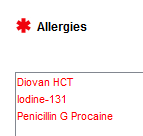 Allergies
Diovan HCT
Iodine-131
Penicillin G Procaine